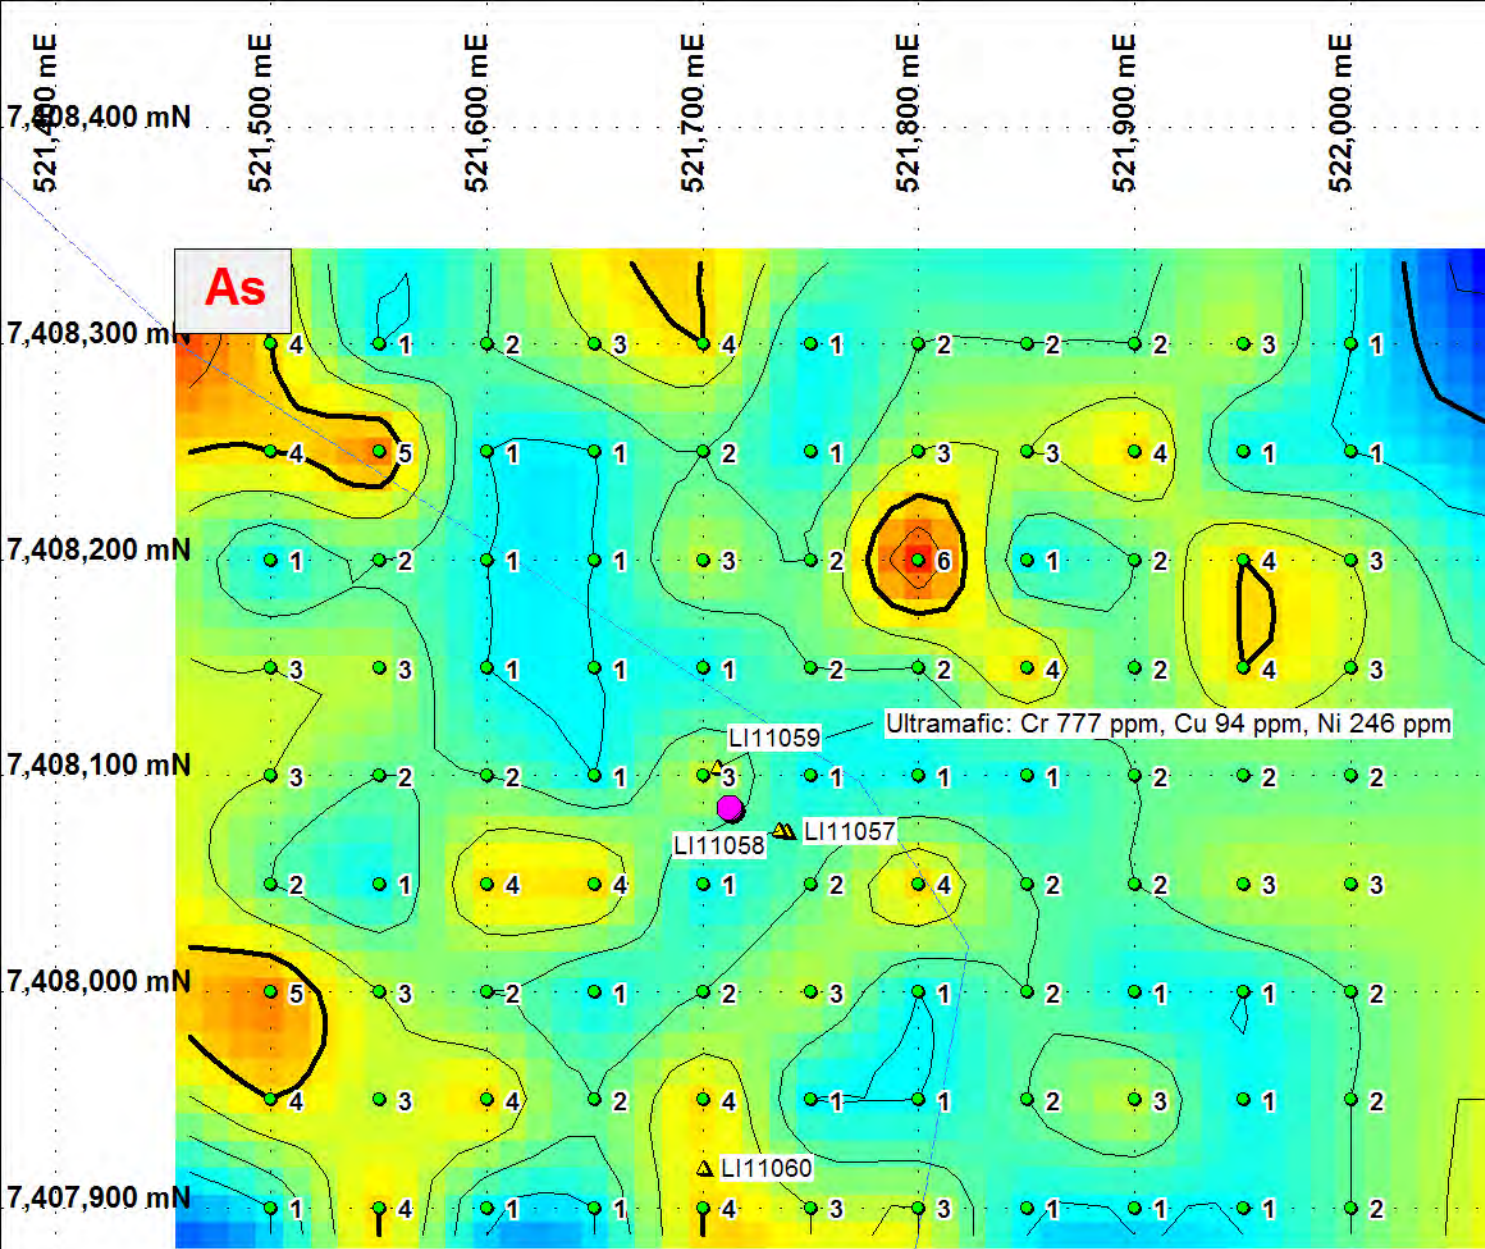 521,400 mE
521,500 mE
521,600 mE
521,700 mE
521,800 mE
521,900 mE
522,000 mE
7,408,400 mN
As
7,408,300 mN
4 1 2 3 4 1 2 2 2 3 1
4 5 1 1 2 1 3 3 4 1 1
7,408,200 mN
1 2 1 1 3 2 6 1 2 4 3
3 3 1 1 1 2 2 4 2 4 3
Ultramafic: Cr 777 ppm, Cu 94 ppm, Ni 246 ppm
LI11059
7,408,100 mN
3 2 2 1 3 1 1 1 2 2 2
LI11057
LI11058
2 1 4 4 1 2 4 2 2 3 3
7,408,000 mN
5 3 2 1 2 3 1 2 1 1 2
4 3 4 2 4 1 1 2 3 1 2
LI11060
7,407,900 mN
1 4 1 1 4 3 3 1 1 1 2